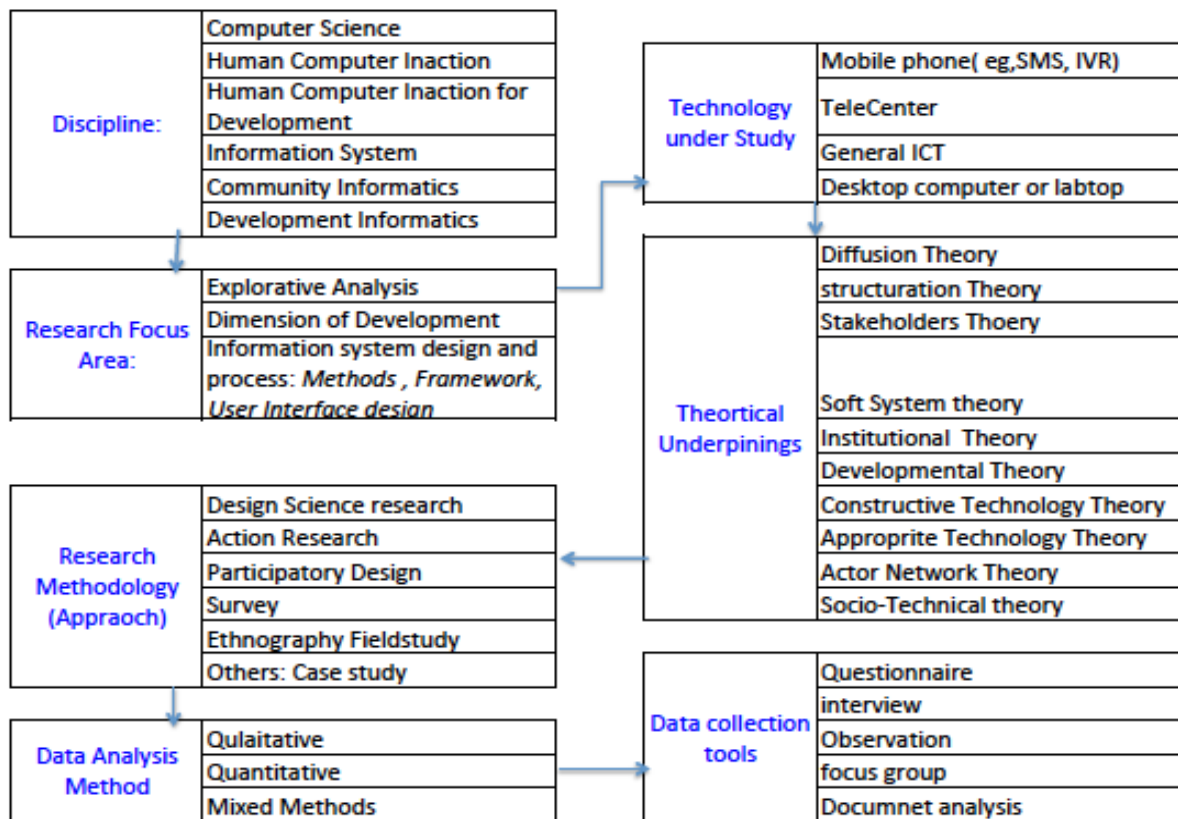 Discipline:
Computer Science
Human Computer Inaction
Human Computer Inaction for
Development
Information System
Community Informatics
Development Informatics
Research Focus
Area:
Explorative Analysis
Dimension of Development
Information system design and
process: Methods , Framework,
User Interface design
Technology
under Study
Mobile phone( eg,SMS, IVR)
TeleCenter
General ICT
Desktop computer or labtop
Theortical
Underpinings
Diffusion Theory
structuration Theory
Stakeholders Thoery
Soft System theory
Institutional  Theory
Developmental Theory
Constructive Technology Theory
Approprite Technology Theory
Actor Network Theory
Socio-Technical theory
Research
Methodology
(Appraoch)
Design Science research
Action Research
Participatory Design
Survey
Ethnography Fieldstudy
Others: Case study
Data Analysis
Method
Qulaitative
Quantitative
Mixed Methods
Data collection
tools
Questionnaire
interview
Observation
focus group
Documnet analysis